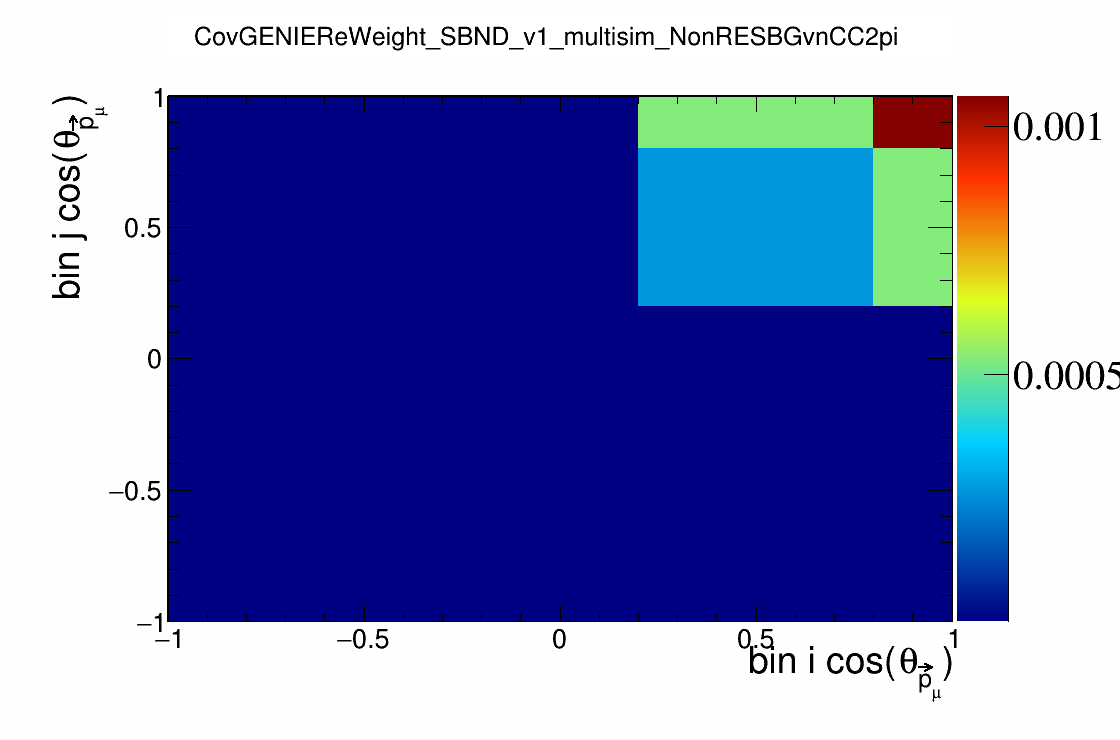 CovGENIEReWeight_SBND_v1_multisim_NonRESBGvnCC2pi
bin j cos(θp⃗μ)
1
0.5
0
−0.5
−1
−1 −0.5 0 0.5 1
bin i cos(θp⃗μ)
0.001
0.0005